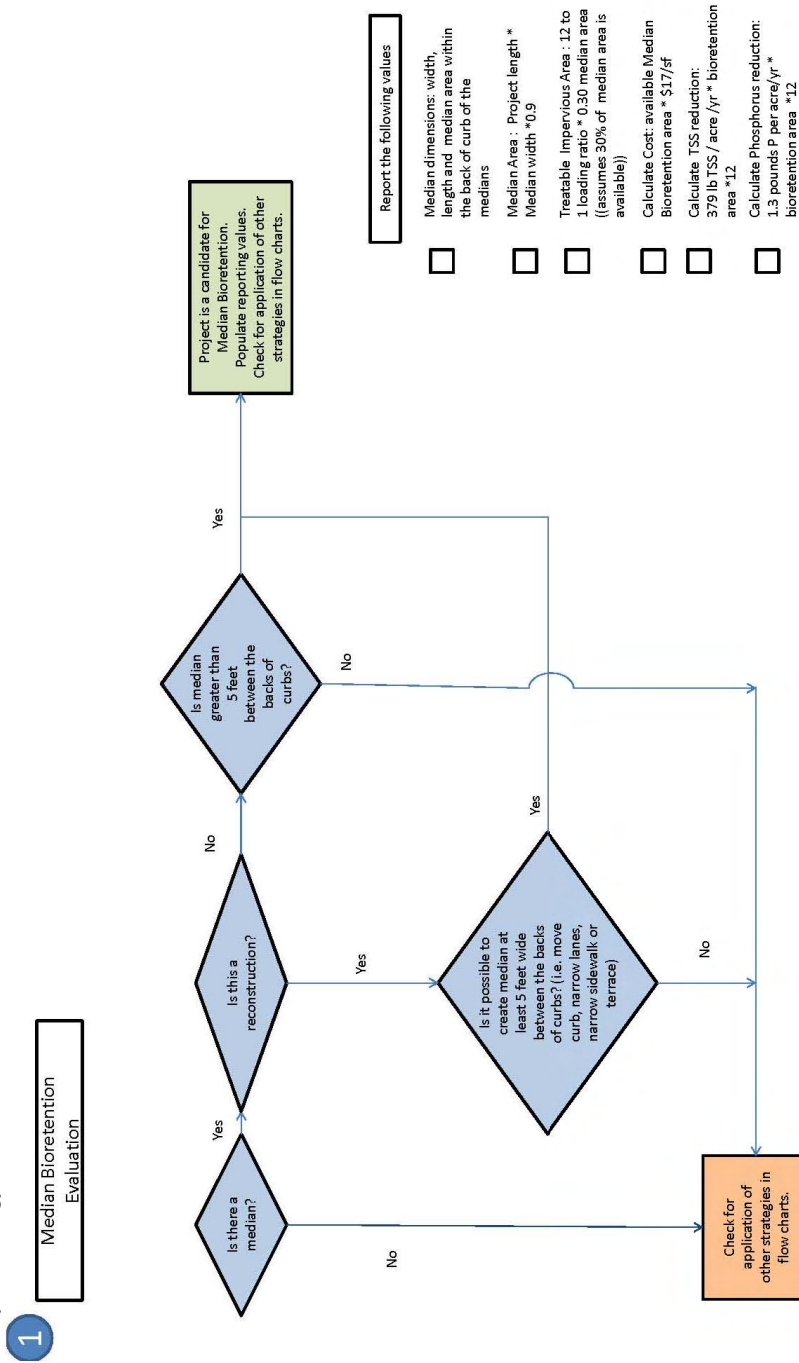 1
Median Bioretention
Evaluation
Is there a
median?
Yes
No
Is this a
reconstruction?
No
Yes
Is median
greater than
5 feet
between the
backs of
curbs?
Yes
No
Is it possible to
create median at
least 5 feet wide
between the backs
of curbs? (i.e. move
curb, narrow lanes,
narrow sidewalk or
terrace)
Yes
No
Project is a candidate for
Median Bioretention.
Populate reporting values.
Check for application of other
strategies in flow charts.
Check for
application of
other strategies in
flow charts.
Report the following values
Median dimensions: width,
length and median area within
the back of curb of the
medians
Median Area : Project length *
Median width *0.9
Treatable Impervious Area : 12 to
1 loading ratio * 0.30 median area
((assumes 30% of median area is
available))
Calculate Cost: available Median
Bioretention area * $17/sf
Calculate TSS reduction:
379 lb TSS / acre /yr * bioretention
area *12
Calculate Phosphorus reduction:
1.3 pounds P per acre/yr *
bioretention area *12